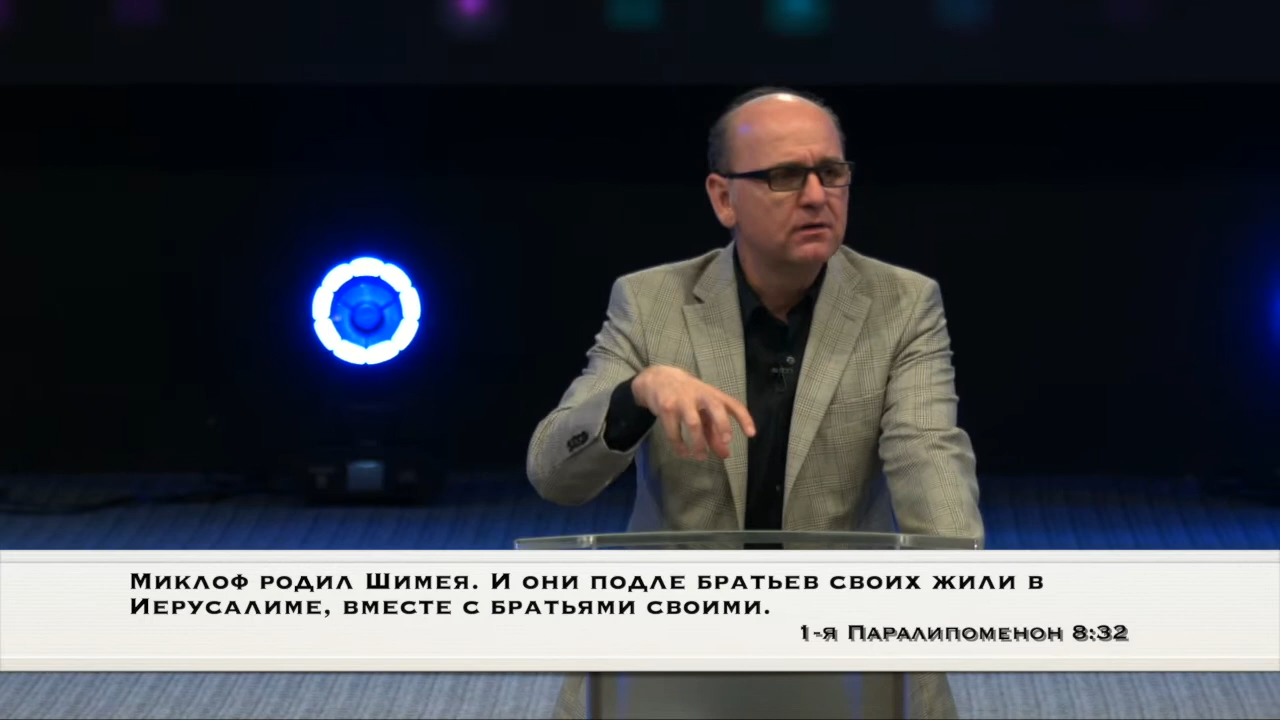 Миклоф родил Шимея. И они подле братьев своих жили в
Иерусалиме, вместе с братьями своими.
1-я Паралипоменон 8:32